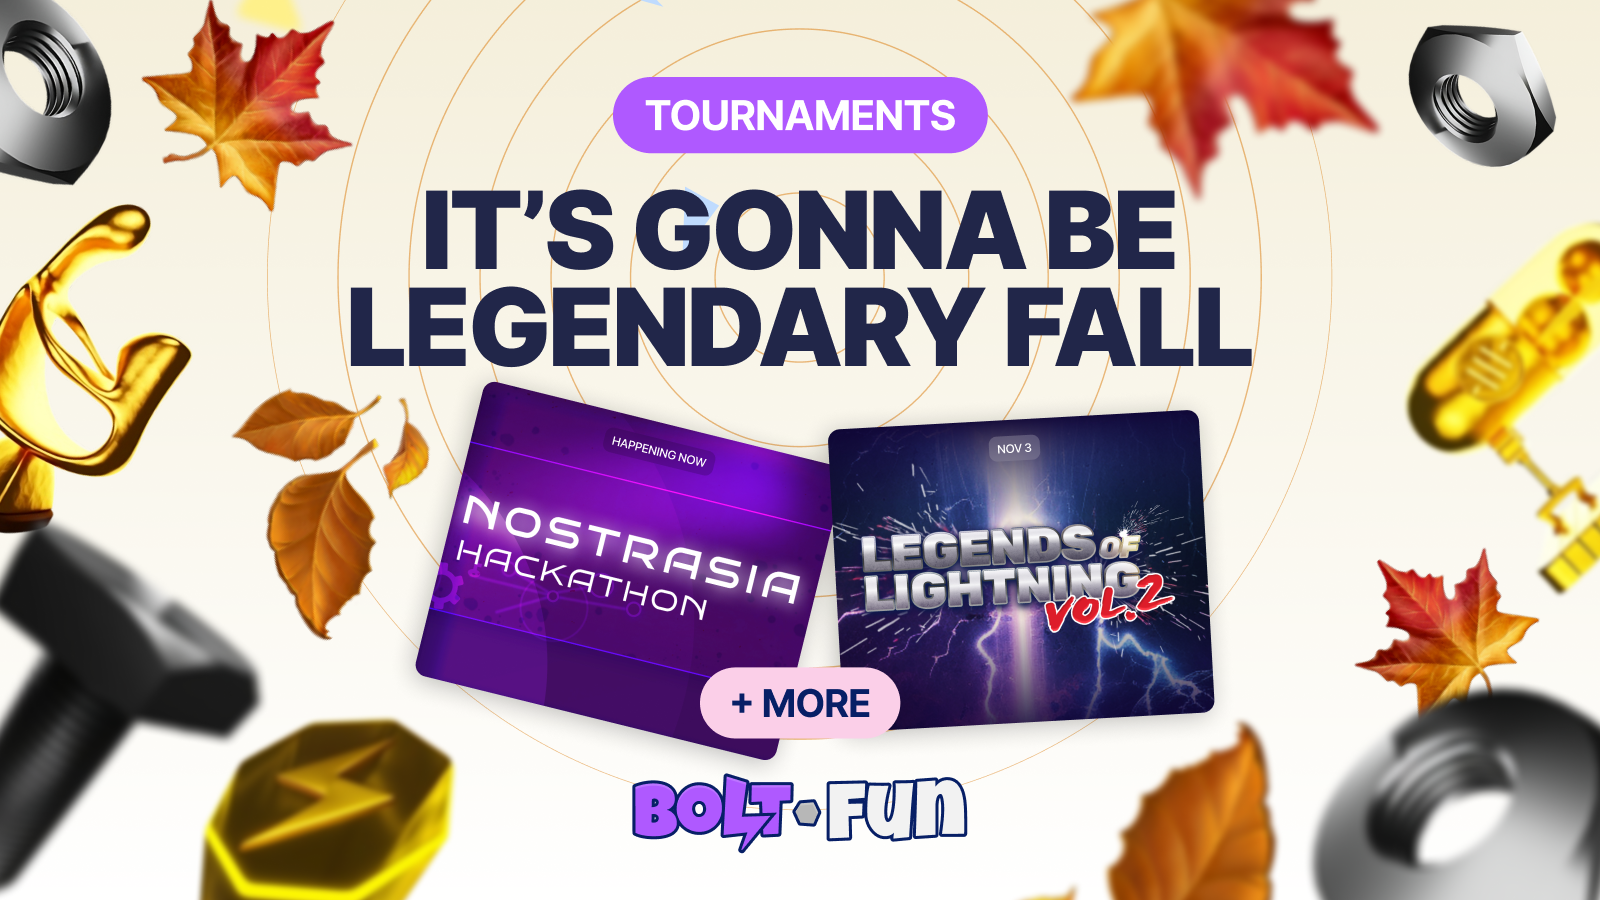 TOURNAMENTS
IT'S GONNA BE
LEGENDARY FALL
HAPPENING NOW
NOSTRASIA
HACKATHON
NOV 3
LEGENDS OF
LIGHTNING
VOL.2
+ MORE
BOLT FUN